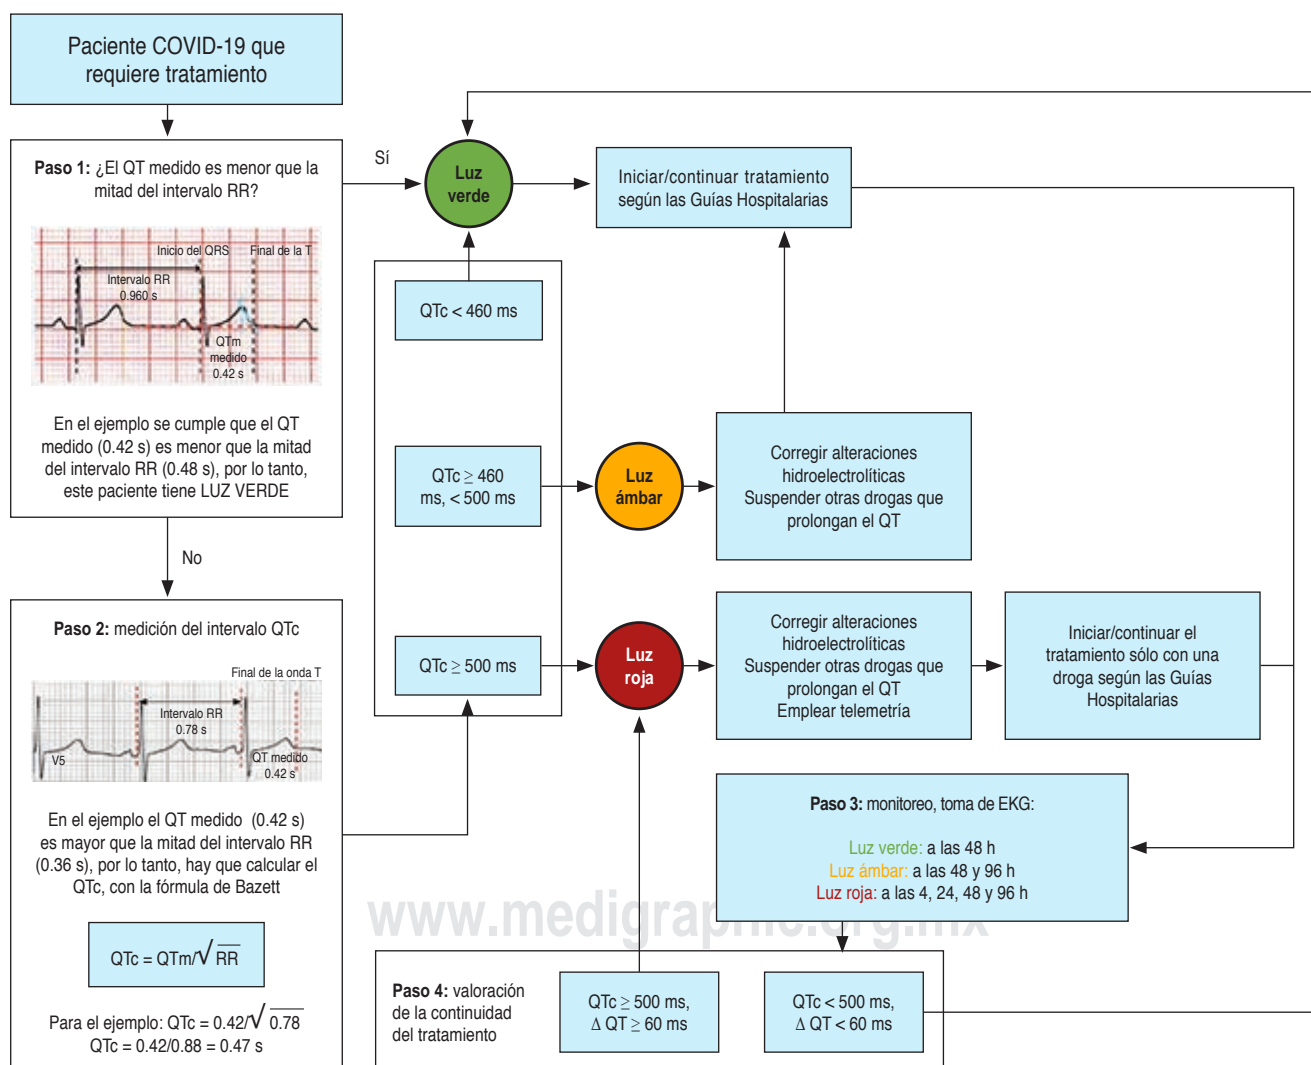 Paciente COVID-19 que
requiere tratamiento
Paso 1: ¿El QT medido es menor que la
mitad del intervalo RR?
Inicio del QRS
Final de la T
Intervalo RR
0.960 s
QTm
medido
0.42 s
En el ejemplo se cumple que el QT
medido (0.42 s) es menor que la mitad
del intervalo RR (0.48 s), por lo tanto,
este paciente tiene LUZ VERDE
Sí
No
Luz
verde
Iniciar/continuar tratamiento
según las Guías Hospitalarias
QTc < 460 ms
QTc ≥ 460
ms, < 500 ms
Luz
ámbar
Corregir alteraciones
hidroelectrolíticas
Suspender otras drogas que
prolongan el QT
Paso 2: medición del intervalo QTc
Final de la onda T
Intervalo RR
0.78 s
V5
QT medido
0.42 s
En el ejemplo el QT medido (0.42 s)
es mayor que la mitad del intervalo RR
(0.36 s), por lo tanto, hay que calcular el
QTc, con la fórmula de Bazett
QTc = QTm/√RR
Para el ejemplo: QTc = 0.42/√0.78
QTc = 0.42/0.88 = 0.47 s
QTc ≥ 500 ms
Luz
roja
Corregir alteraciones
hidroelectrolíticas
Suspender otras drogas que
prolongan el QT
Emplear telemetría
Iniciar/continuar el
tratamiento sólo con una
droga según las Guías
Hospitalarias
Paso 3: monitoreo, toma de EKG:
Luz verde: a las 48 h
Luz ámbar: a las 48 y 96 h
Luz roja: a las 4, 24, 48 y 96 h
www.medigraphic.org.mx
Paso 4: valoración
de la continuidad
del tratamiento
QTc ≥ 500 ms,
Δ QT ≥ 60 ms
QTc < 500 ms,
Δ QT < 60 ms